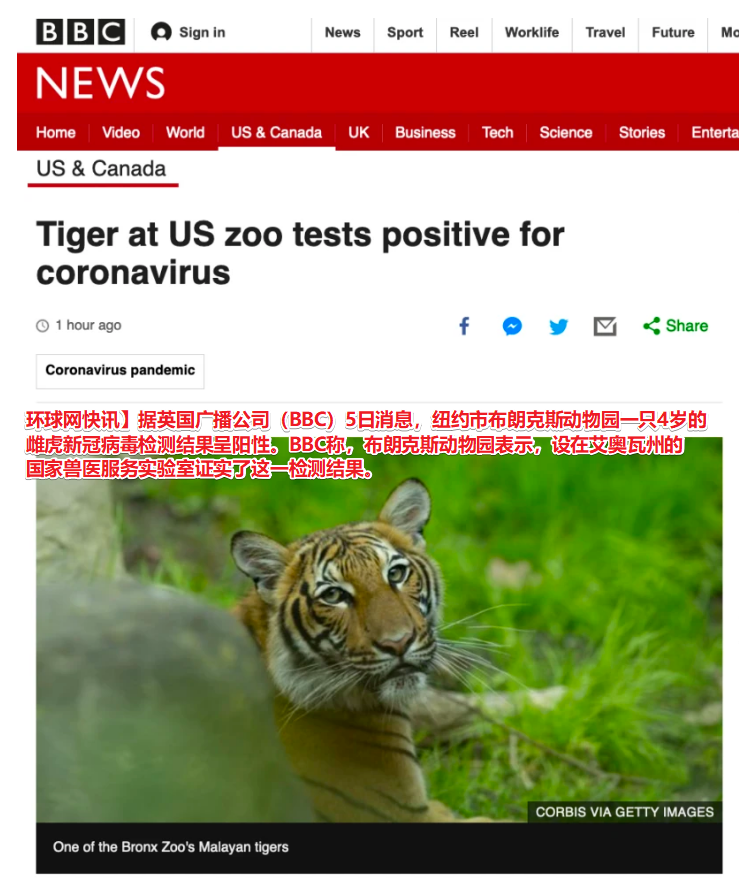 BBC Sign in News Sport Reel Worklife Travel Future Mo
NEWS
Home Video World US & Canada UK Business Tech Science Stories Enterta
US & Canada
Tiger at US zoo tests positive for
coronavirus
1 hour ago Share
Coronavirus pandemic
环球网快讯】据英国广播公司（BBC）5日消息，纽约市布朗克斯动物园一只4岁的
雌虎新冠病毒检测结果呈阳性。BBC称，布朗克斯动物园表示，设在艾奥瓦州的
国家兽医服务实验室证实了这一检测结果。
CORBIS VIA GETTY IMAGES
One of the Bronx Zoo's Malayan tigers